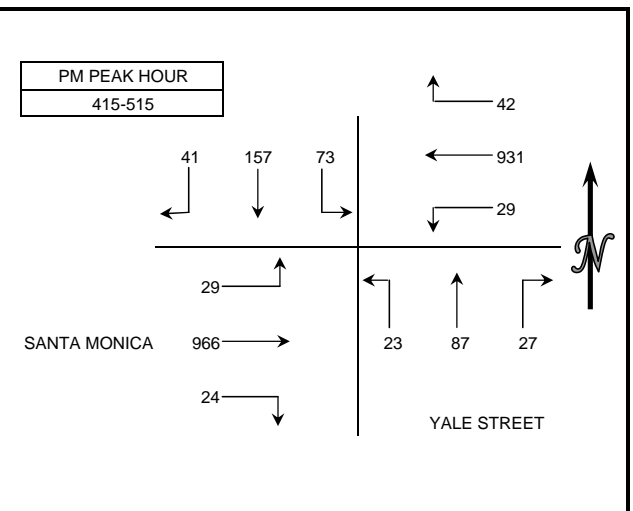 PM PEAK HOUR
415-515
42
41 157 73
931
29
29
N
SANTA MONICA 966
23 87 27
24
YALE STREET